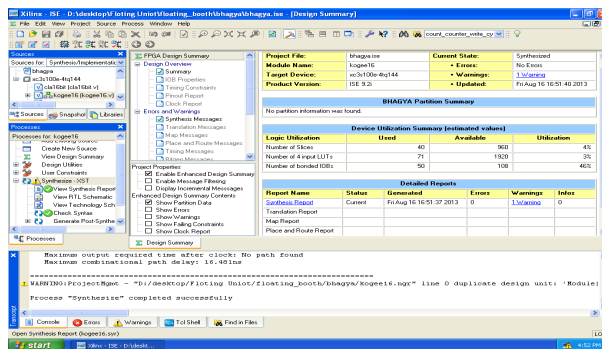 Xilinx - ISE - D:\desktop\Floting Uniot\floating_booth\bhagya\bhagya.ise - [Design Summary]
File Edit View Project Source Process Window Help
count_counter_write_cy
Sources
Sources for: Synthesis/Implementation
bhagya
xc3s100e-4tq144
cla16bit (cla16bit.v)
kogee16 (kogee16.v)
Sources Snapshot Libraries
Processes
Processes for: kogee16
Add Existing Source
Create New Source
View Design Summary
Design Utilities
User Constraints
Synthesize - XST
View Synthesis Report
View RTL Schematic
View Technology Sch
Check Syntax
Generate Post-Synthe
Processes
FPGA Design Summary
Design Overview
Summary
IOB Properties
Timing Constraints
Pinout Report
Clock Report
Errors and Warnings
Synthesis Messages
Translation Messages
Map Messages
Place and Route Messages
Timing Messages
Bitgen Messages
Project Properties
Enable Enhanced Design Summary
Enable Message Filtering
Display Incremental Messages
Enhanced Design Summary Contents
Show Partition Data
Show Errors
Show Warnings
Show Failing Constraints
Show Clock Report
Design Summary
Project File: bhagya.ise Current State: Synthesized
Module Name: kogee16 • Errors: No Errors
Target Device: xc3s100e-4tq144 • Warnings: 1 Warning
Product Version: ISE 9.2i • Updated: Fri Aug 16 16:51:40 2013
BHAGYA Partition Summary
No partition information was found.
Device Utilization Summary (estimated values)
Logic Utilization Used Available Utilization
Number of Slices 40 960 4%
Number of 4 input LUTs 71 1920 3%
Number of bonded IOBs 50 108 46%
Detailed Reports
Report Name Status Generated Errors Warnings Infos
Synthesis Report Current Fri Aug 16 16:51:37 2013 0 1 Warning 0
Translation Report
Map Report
Place and Route Report
Maximum output required time after clock: No path found
Maximum combinational path delay: 16.481ns
WARNING:ProjectMgmt - "D:/desktop/Floting Uniot/floating_booth/bhagya/kogee16.ngr" line 0 duplicate design unit: 'Module(
Process "Synthesize" completed successfully
Transcript
Console Errors Warnings Tcl Shell Find in Files
Open Synthesis Report (kogee16.syr)
start Xilinx - ISE - D:\deskt... 4:52 PM